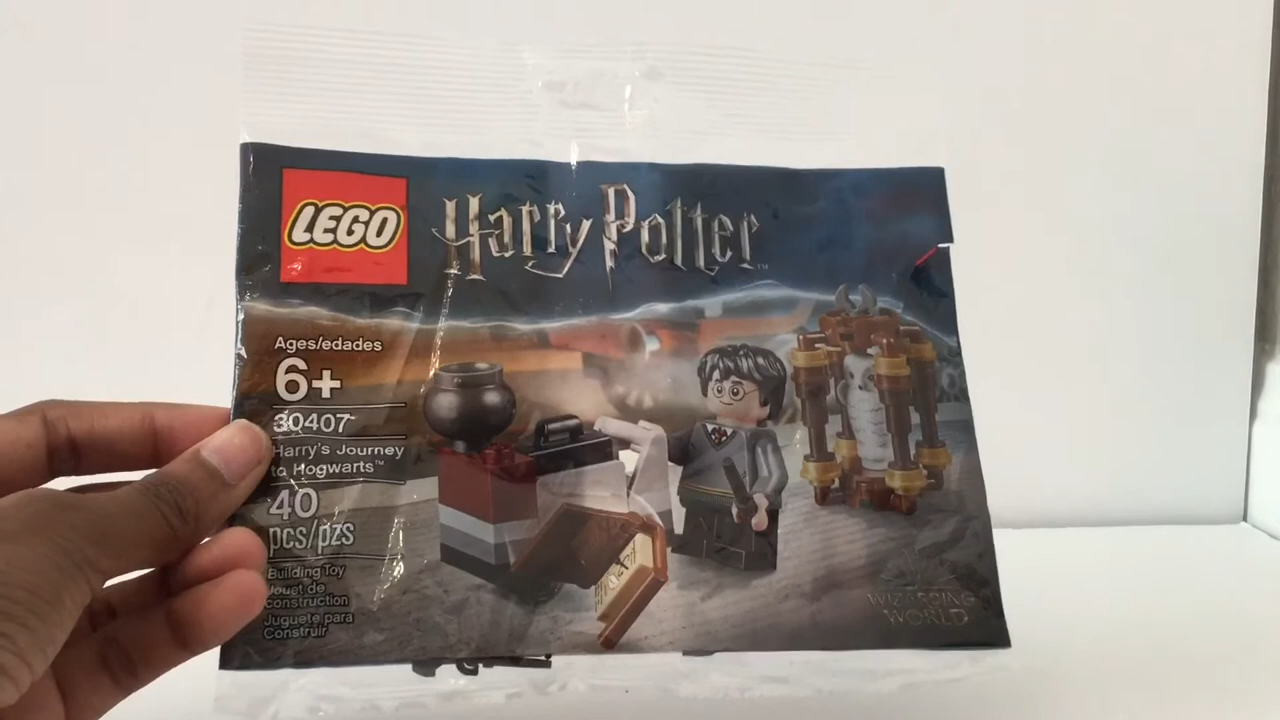 LEGO
Harry Potter™
Ages/edades
6+
30407
Harry's Journey
to Hogwarts™
40
pcs/pzs
Building Toy
Jouet de
construction
Juguete para
Construir
WIZARDING
WORLD